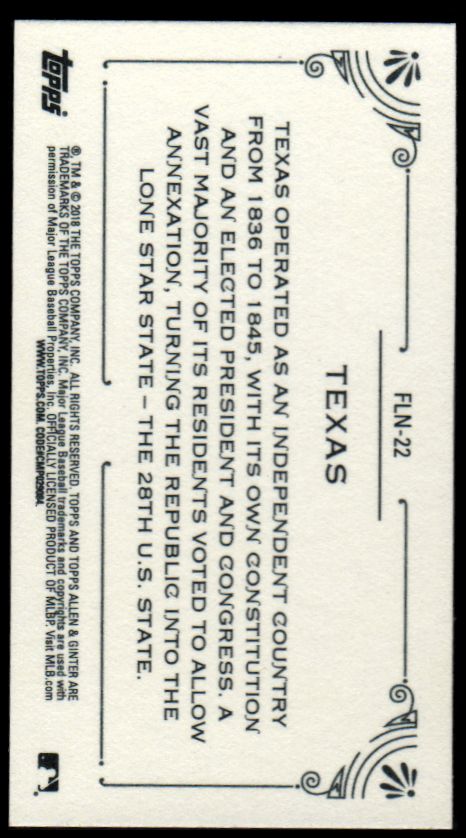 FLN-22
TEXAS
TEXAS OPERATED AS AN INDEPENDENT COUNTRY
FROM 1836 TO 1845, WITH ITS OWN CONSTITUTION
AND AN ELECTED PRESIDENT AND CONGRESS. A
VAST MAJORITY OF ITS RESIDENTS VOTED TO ALLOW
ANNEXATION, TURNING THE REPUBLIC INTO THE
LONE STAR STATE – THE 28TH U.S. STATE.
topps
®, TM & © 2018 THE TOPPS COMPANY, INC. ALL RIGHTS RESERVED. TOPPS AND TOPPS ALLEN & GINTER ARE
TRADEMARKS OF THE TOPPS COMPANY, INC. Major League Baseball trademarks and copyrights are used with
permission of Major League Baseball Properties, Inc. OFFICIALLY LICENSED PRODUCT OF MLBP. Visit MLB.com
WWW.TOPPS.COM. CODE#CMP029084.